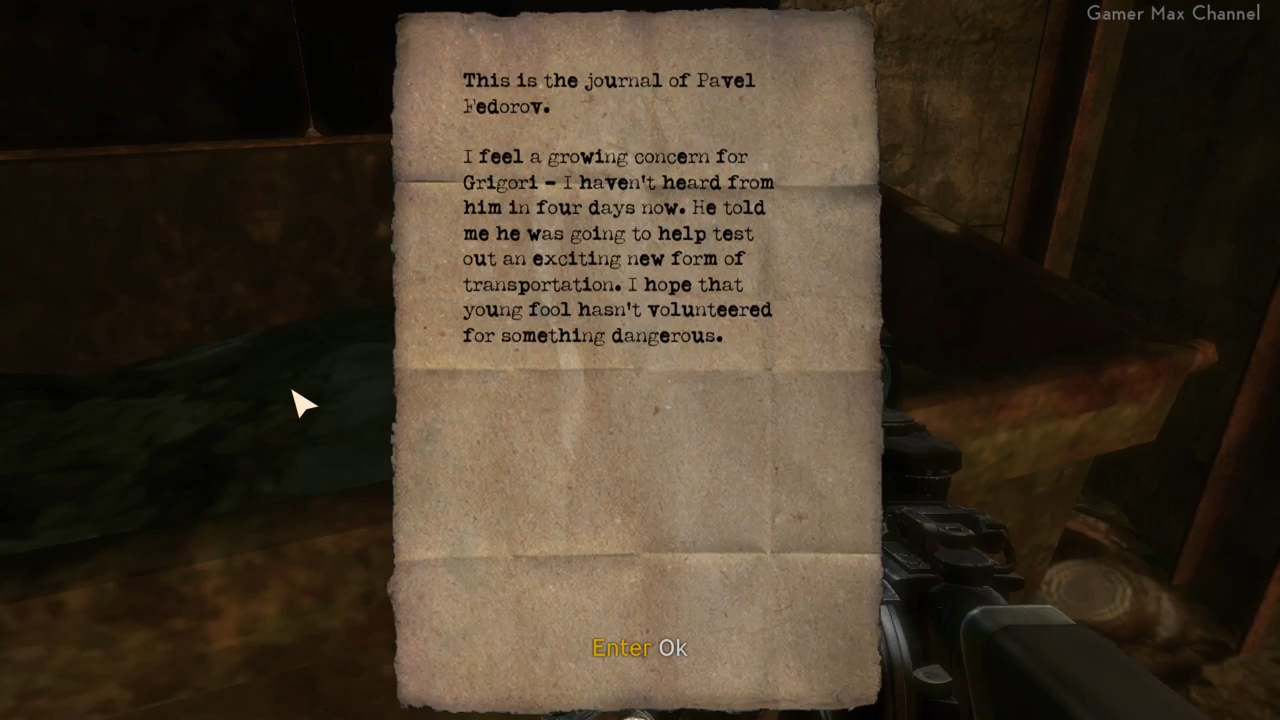 Gamer Max Channel
This is the journal of Pavel
Fedorov.
I feel a growing concern for
Grigori - I haven't heard from
him in four days now. He told
me he was going to help test
out an exciting new form of
transportation. I hope that
young fool hasn't volunteered
for something dangerous.
Enter Ok